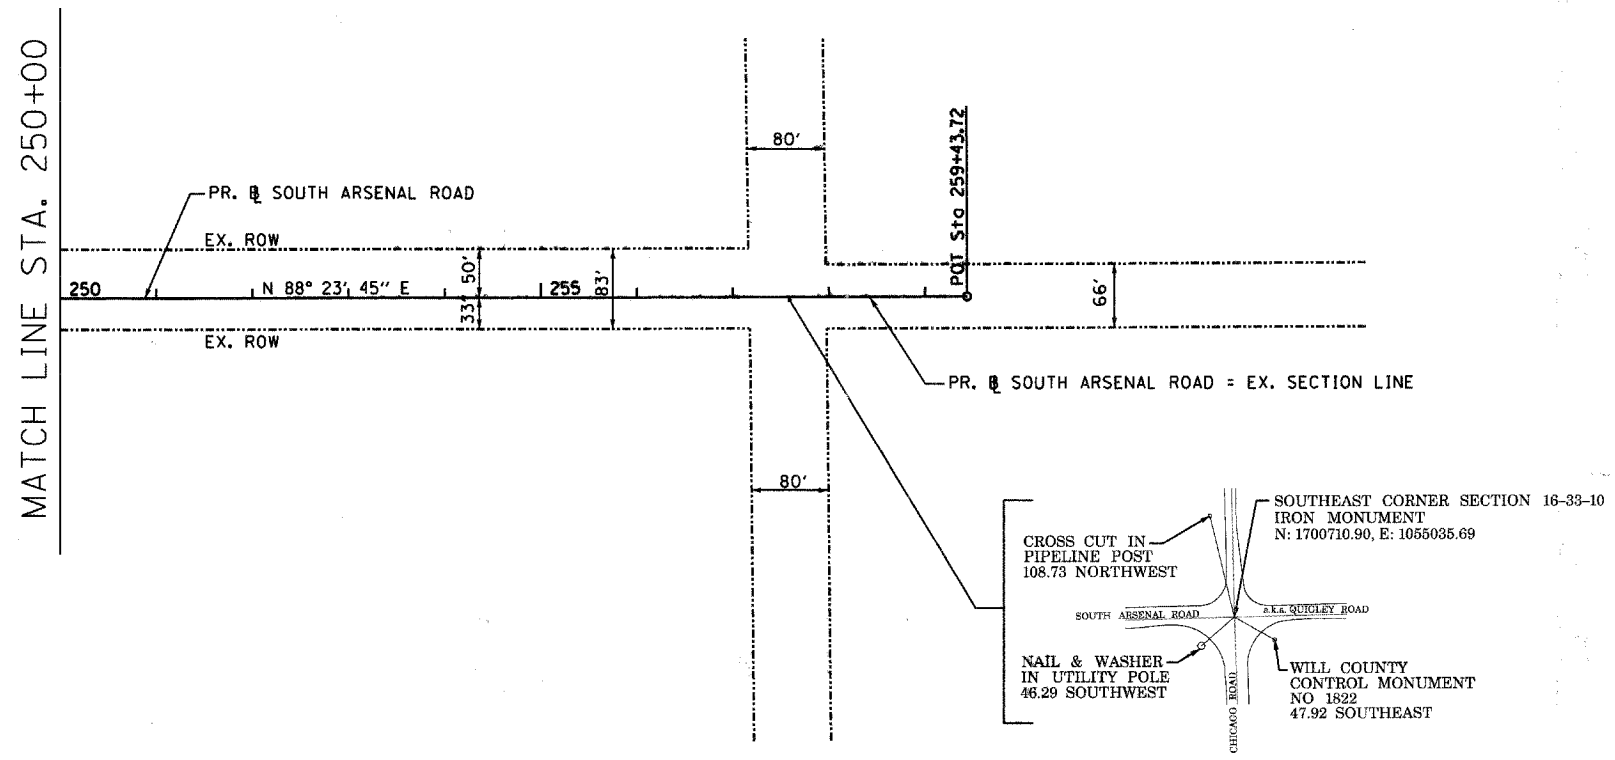 MATCH LINE STA. 250+00
80'
POT Sta 259+43.72
PR. ℄ SOUTH ARSENAL ROAD
EX. ROW
250
N 88° 23' 45" E
50'
33'
255
83'
66'
EX. ROW
PR. ℄ SOUTH ARSENAL ROAD = EX. SECTION LINE
80'
SOUTHEAST CORNER SECTION 16-33-10
IRON MONUMENT
N: 1700710.90, E: 1055035.69
CROSS CUT IN
PIPELINE POST
108.73 NORTHWEST
SOUTH ARSENAL ROAD
a.k.a. QUIGLEY ROAD
NAIL & WASHER
IN UTILITY POLE
46.29 SOUTHWEST
WILL COUNTY
CONTROL MONUMENT
NO 1822
47.92 SOUTHEAST
CHICAGO ROAD